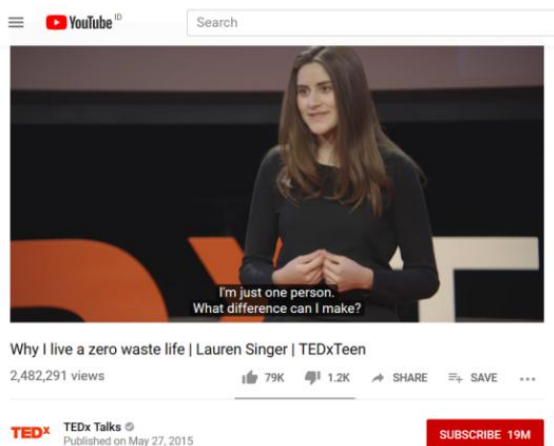 YouTube ID
Search
I'm just one person.
What difference can I make?
Why I live a zero waste life | Lauren Singer | TEDxTeen
2,482,291 views 79K 1.2K SHARE SAVE ...
TEDx TEDx Talks
Published on May 27, 2015
SUBSCRIBE 19M